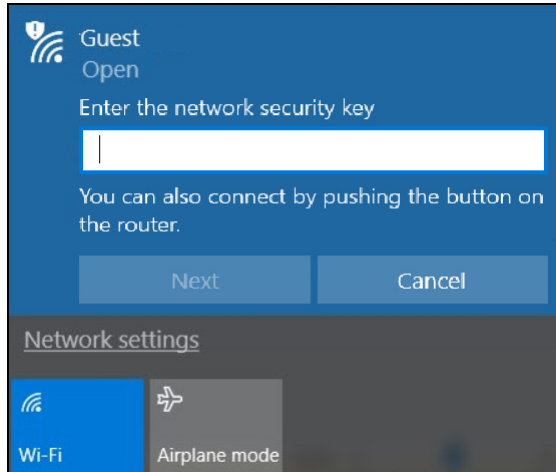 Guest
Open
Enter the network security key
You can also connect by pushing the button on
the router.
Next
Cancel
Network settings
Wi-Fi
Airplane mode